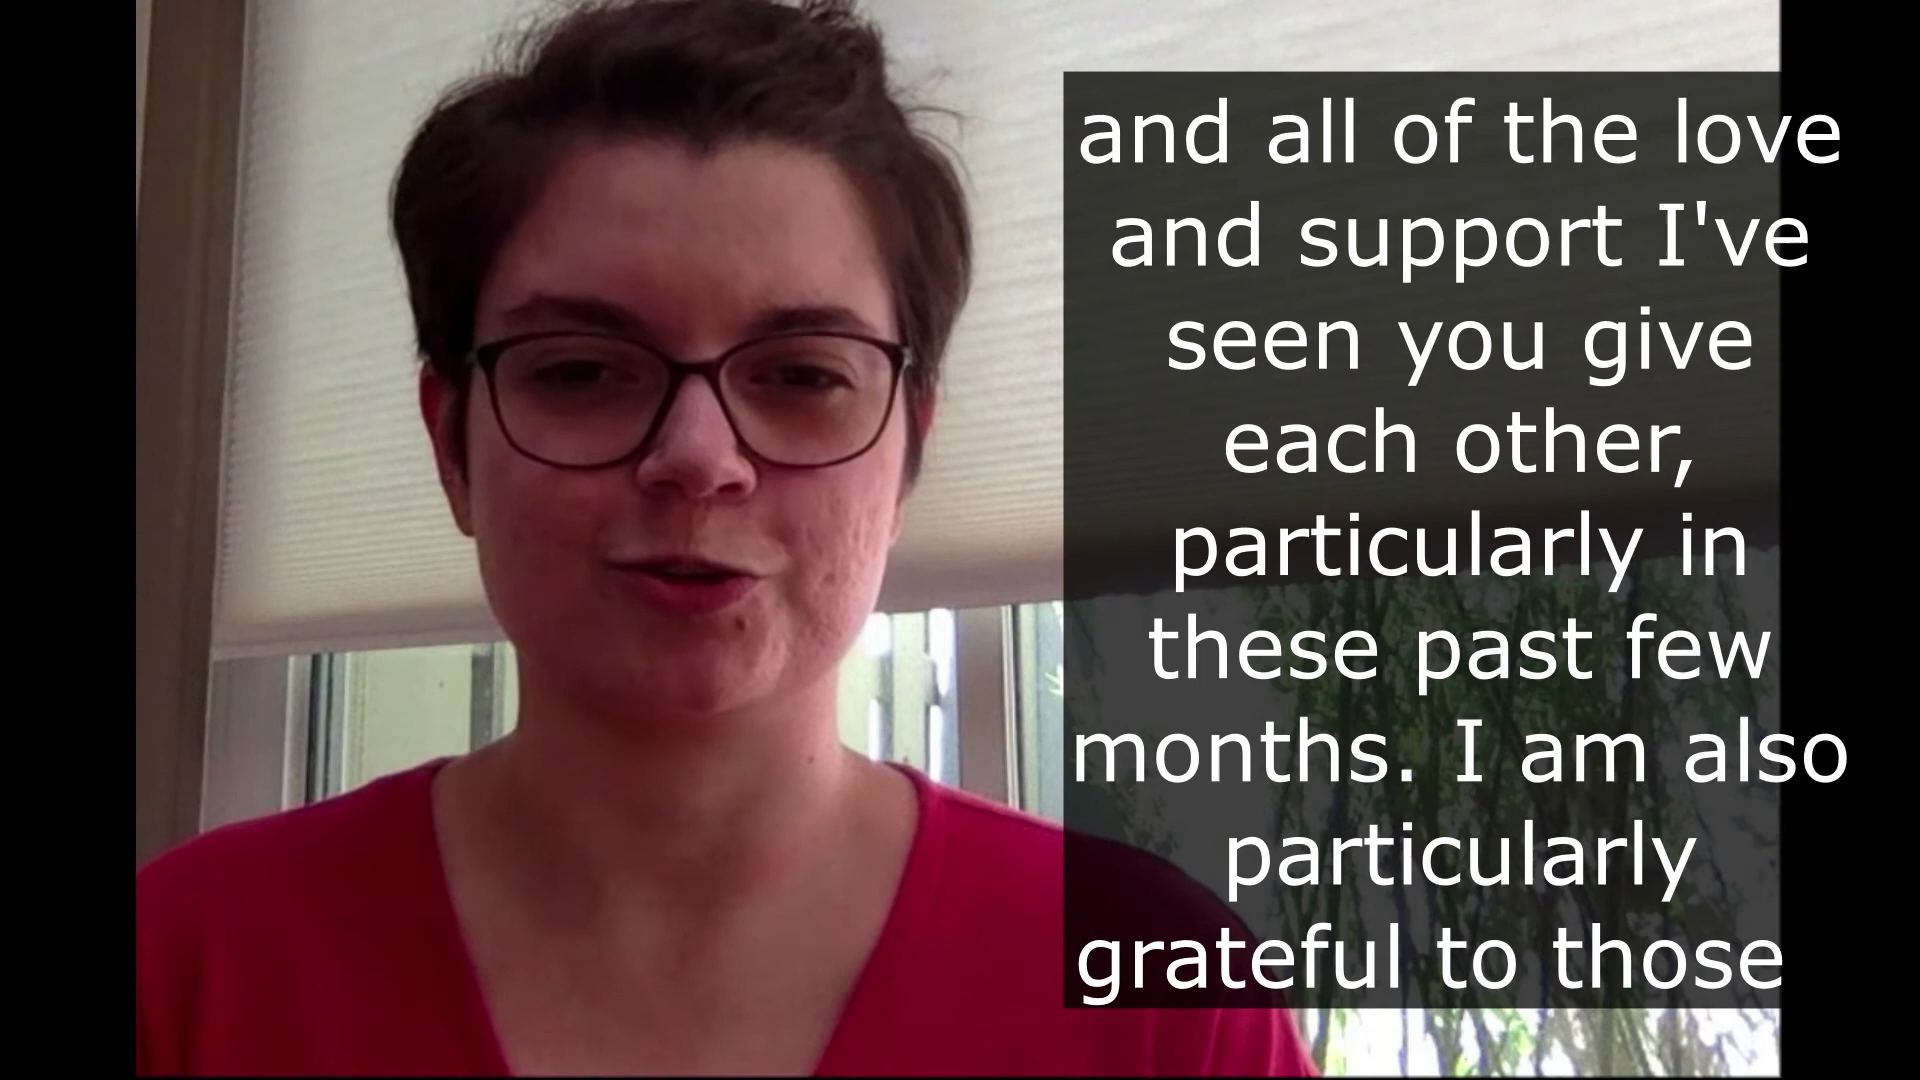 and all of the love
and support I've
seen you give
each other,
particularly in
these past few
months. I am also
particularly
grateful to those